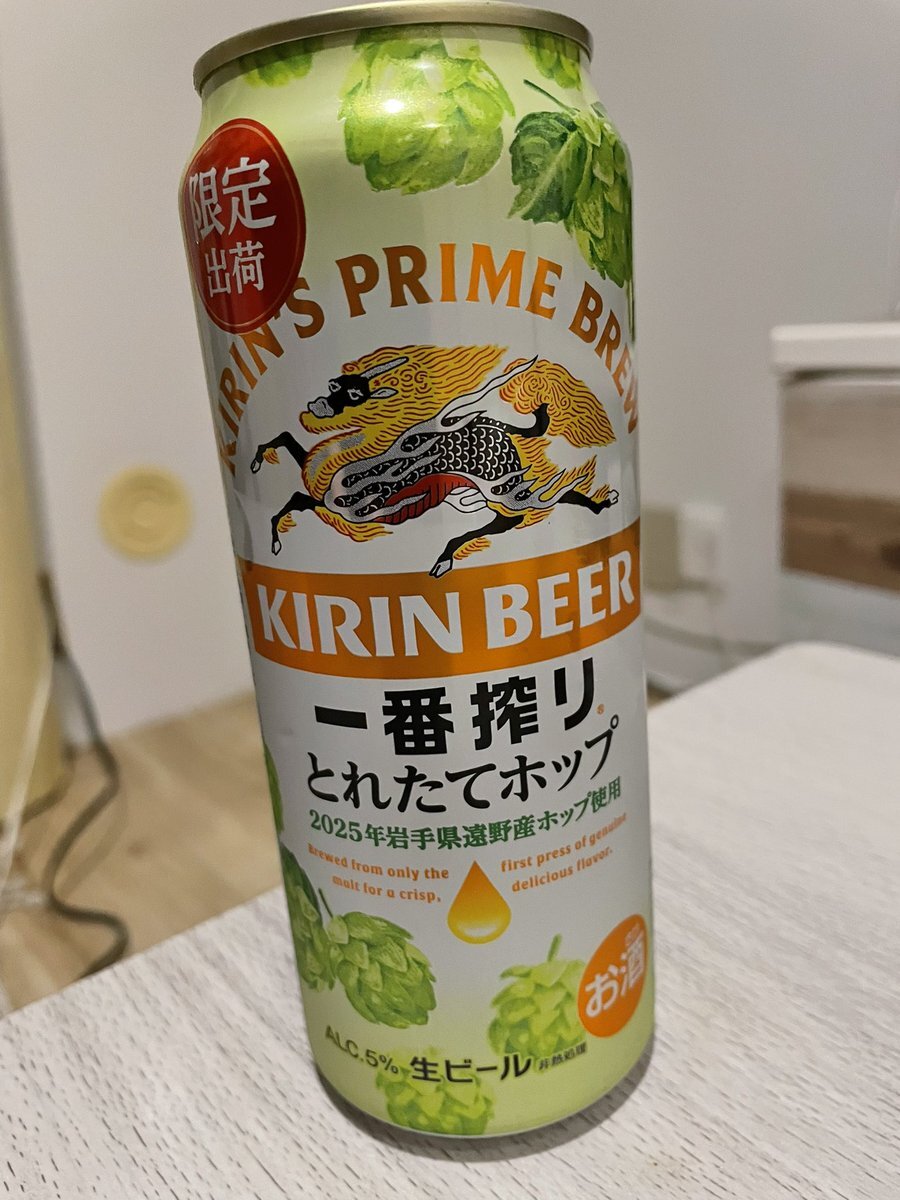 限定
出荷
KIRIN'S PRIME BREW
KIRIN BEER
一番搾り®
とれたてホップ
2025年岩手県遠野産ホップ使用
Brewed from only the
malt for a crisp,
first press of genuine
delicious flavor.
お酒
ALC.5% 生ビール 非熱処理